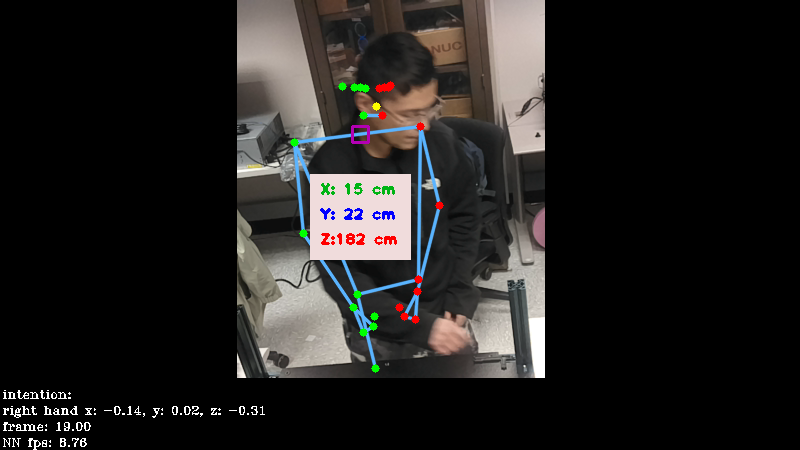 ANUC
X: 15 cm
Y: 22 cm
Z:182 cm
intention:
right hand x: -0.14, y: 0.02, z: -0.31
frame: 19.00
NN fps: 8.76